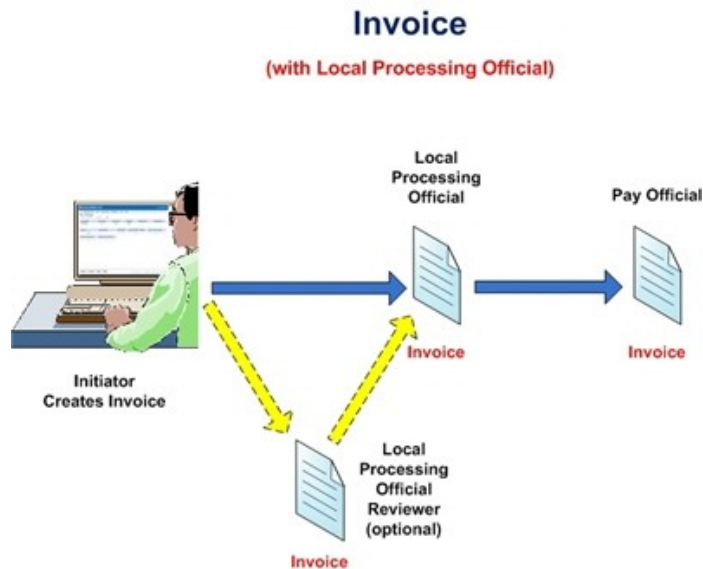 Invoice
(with Local Processing Official)
Local
Processing
Official
Pay Official
Invoice
Invoice
Initiator
Creates Invoice
Local
Processing
Official
Reviewer
(optional)
Invoice